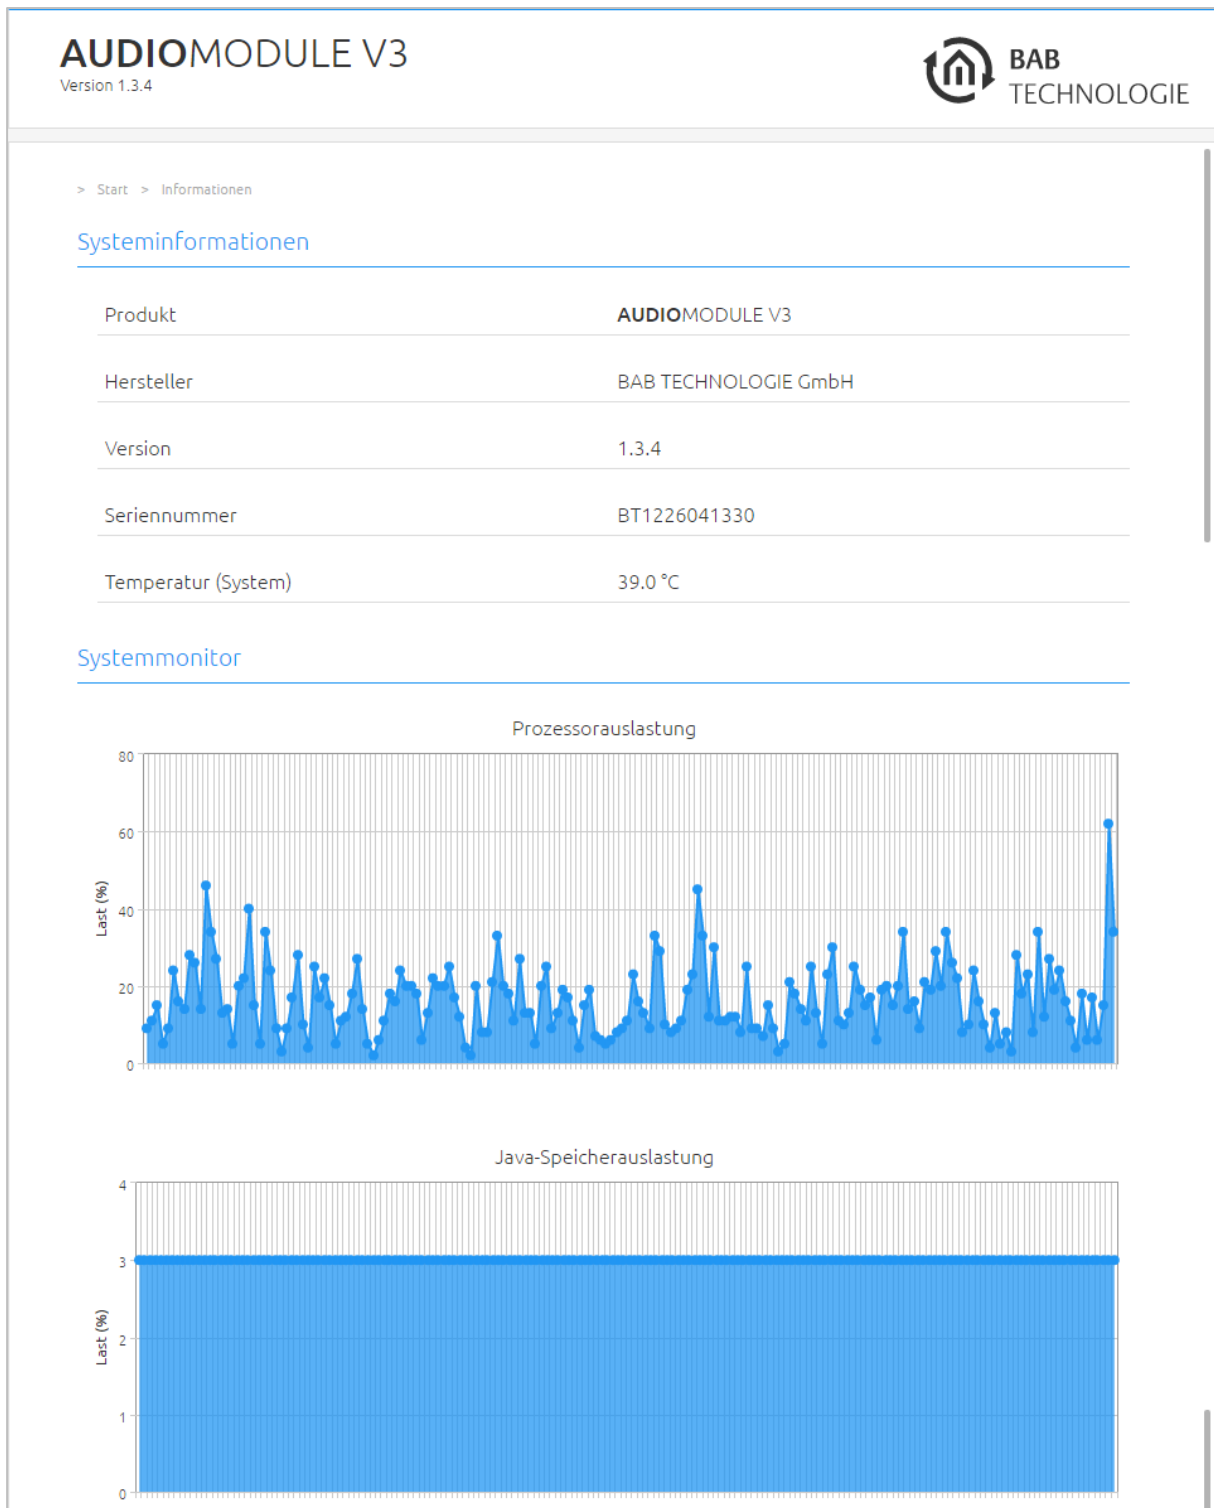 AUDIOMODULE V3
Version 1.3.4
BAB
TECHNOLOGIE
> Start > Informationen
Systeminformationen
Produkt AUDIOMODULE V3
Hersteller BAB TECHNOLOGIE GmbH
Version 1.3.4
Seriennummer BT1226041330
Temperatur (System) 39.0 °C
Systemmonitor
Prozessorauslastung
80
60
40
20
0
Last (%)
Java-Speicherauslastung
4
3
2
1
0
Last (%)